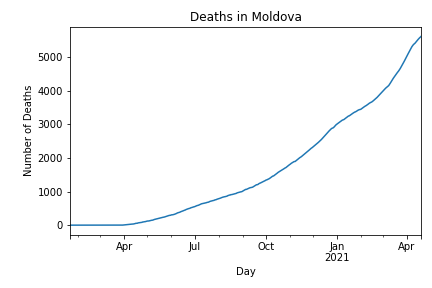 Deaths in Moldova
Number of Deaths
5000
4000
3000
2000
1000
0
Apr
Jul
Oct
Jan
2021
Apr
Day